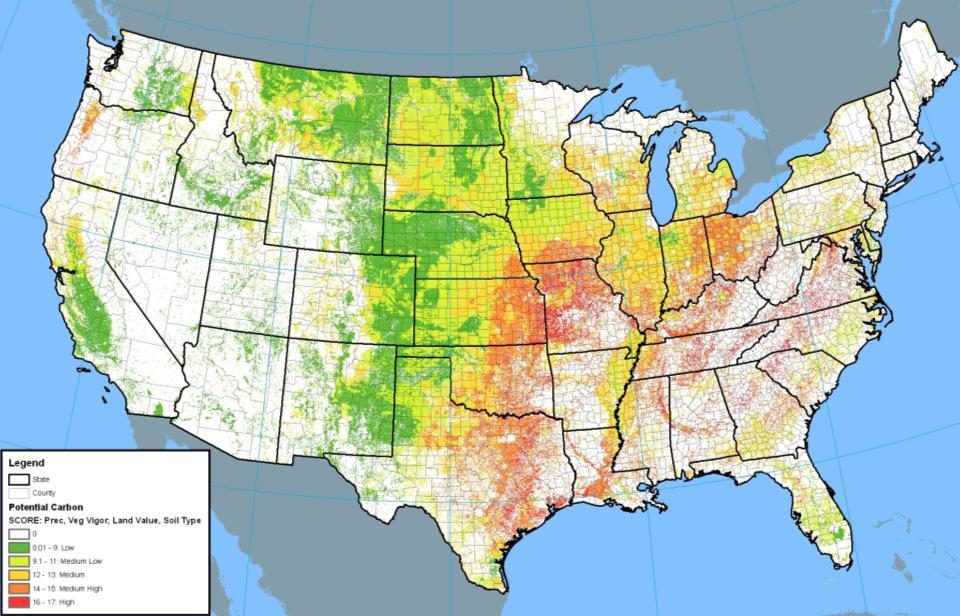 Legend
State
County
Potential Carbon
SCORE: Prec, Veg Vigor, Land Value, Soil Type
0
0.01 - 9: Low
9.1 - 11: Medium Low
12 - 13: Medium
14 - 15: Medium High
16 - 17: High